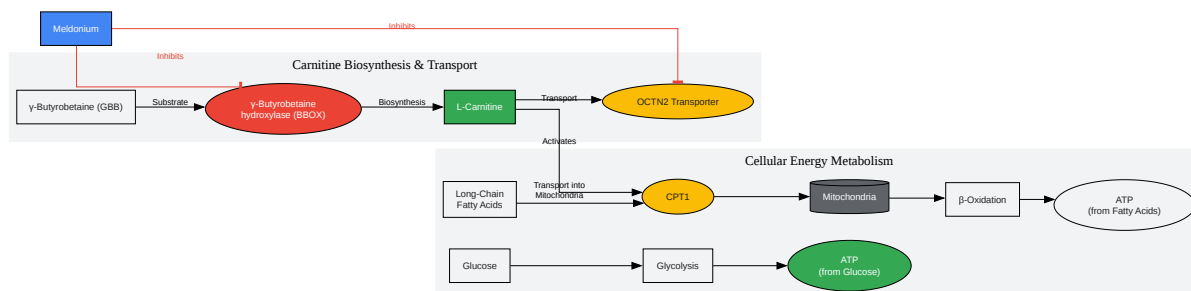 Meldonium
Inhibits
Inhibits
Carnitine Biosynthesis & Transport
γ-Butyrobetaine (GBB)
Substrate
γ-Butyrobetaine
hydroxylase (BBOX)
Biosynthesis
L-Carnitine
Transport
OCTN2 Transporter
Activates
Cellular Energy Metabolism
Long-Chain
Fatty Acids
Transport into
Mitochondria
CPT1
Mitochondria
β-Oxidation
ATP
(from Fatty Acids)
Glucose
Glycolysis
ATP
(from Glucose)